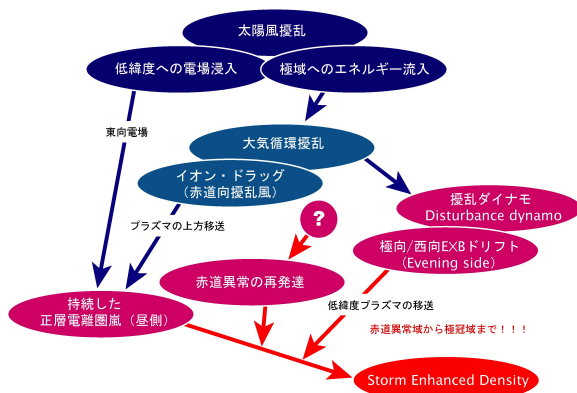 太陽風擾乱
低緯度への電場浸入
極域へのエネルギー流入
東向電場
大気循環擾乱
イオン・ドラッグ
（赤道向擾乱風）
擾乱ダイナモ
Disturbance dynamo
プラズマの上方移送
?
極向/西向EXBドリフト
(Evening side)
赤道異常の再発達
持続した
正層電離圏嵐（昼側）
低緯度プラズマの移送
赤道異常域から極冠域まで！！！
Storm Enhanced Density